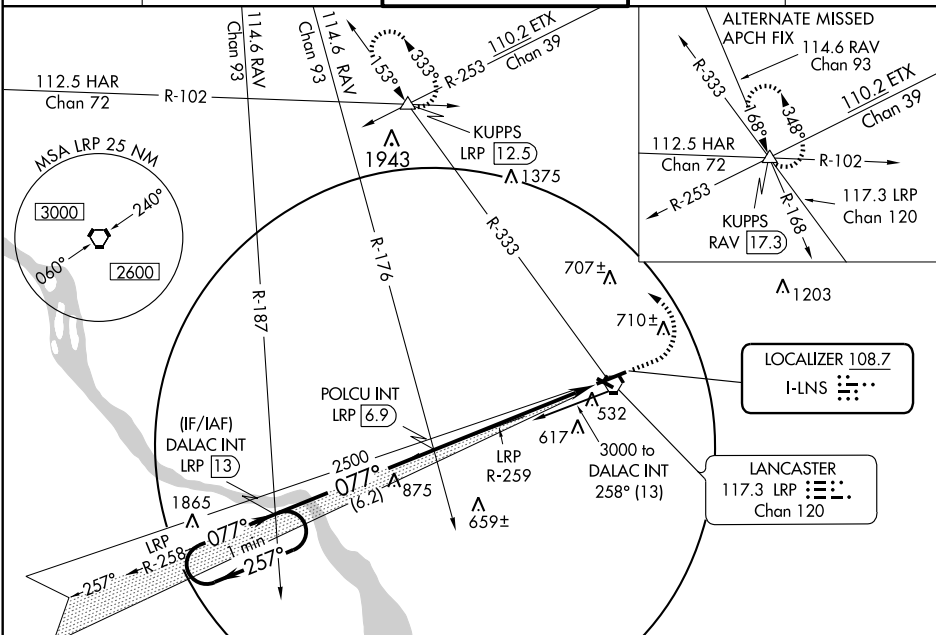 114.6 RAV
Chan 93
114.6 RAV
Chan 93
153°
333°
110.2 ETX
R-253
Chan 39
112.5 HAR
Chan 72
R-102
KUPPS
LRP 12.5
1943
1375
MSA LRP 25 NM
3000
240°
060°
2600
R-187
R-176
R-333
707±
710±
ALTERNATE MISSED
APCH FIX
114.6 RAV
Chan 93
R-333
110.2 ETX
Chan 39
168°
348°
112.5 HAR
Chan 72
R-102
R-253
R-168
117.3 LRP
Chan 120
KUPPS
RAV 17.3
1203
LOCALIZER 108.7
I-LNS
POLCU INT
LRP 6.9
(IF/IAF)
DALAC INT
LRP 13
532
617
2500
077°
(6.2)
875
LRP
R-259
3000 to
DALAC INT
258° (13)
LANCASTER
117.3 LRP
Chan 120
659±
1865
LRP
R-258
077°
1 min
257°
257°